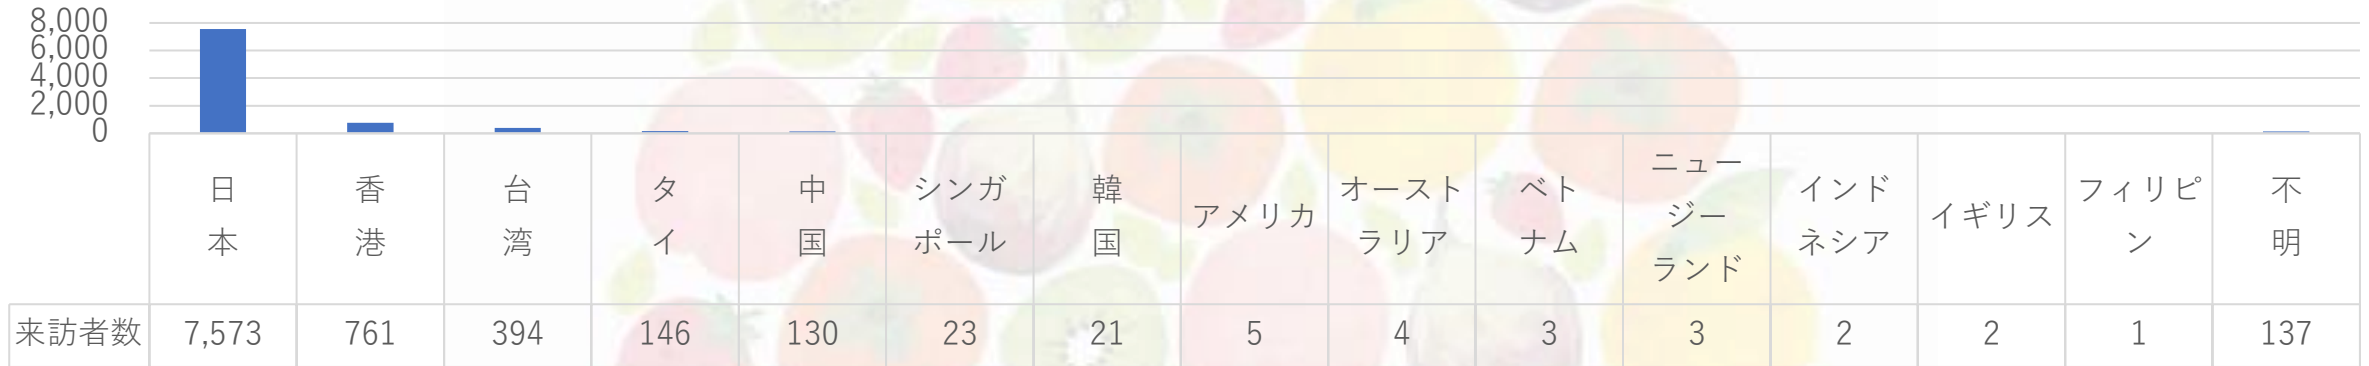 8,000
6,000
4,000
2,000
0
日 香 台 タ 中 シンガ 韓 アメリカ オースト ベト ニュー インド イギリス フィリピ 不
本 港 湾 イ 国 ポール 国 ラリア ナム ジー ネシア ン 明
ランド
来訪者数 7,573 761 394 146 130 23 21 5 4 3 3 2 2 1 137